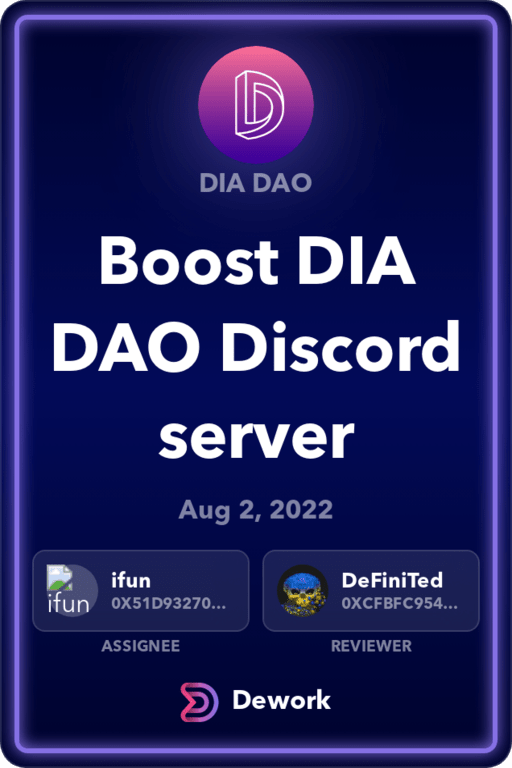 DIA DAO
Boost DIA
DAO Discord
server
Aug 2, 2022
ifun
ifun
0X51D93270...
ASSIGNEE
DeFiniTed
0XCFBFC954...
REVIEWER
Dework